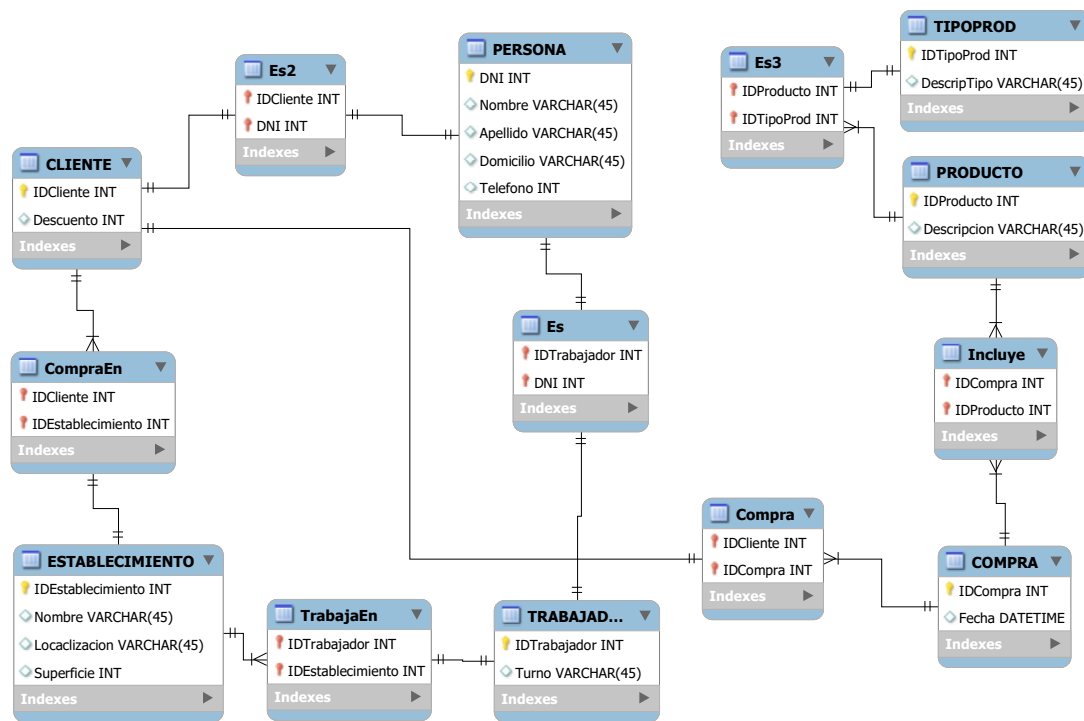 TIPOPROD
IDTipoProd INT
DescripTipo VARCHAR(45)
Indexes
PERSONA
DNI INT
Nombre VARCHAR(45)
Apellido VARCHAR(45)
Domicilio VARCHAR(45)
Telefono INT
Indexes
Es2
IDCliente INT
DNI INT
Indexes
Es3
IDProducto INT
IDTipoProd INT
Indexes
CLIENTE
IDCliente INT
Descuento INT
Indexes
PRODUCTO
IDProducto INT
Descripcion VARCHAR(45)
Indexes
Es
IDTrabajador INT
DNI INT
Indexes
Incluye
IDCompra INT
IDProducto INT
Indexes
CompraEn
IDCliente INT
IDEstablecimiento INT
Indexes
Compra
IDCliente INT
IDCompra INT
Indexes
ESTABLECIMIENTO
IDEstablecimiento INT
Nombre VARCHAR(45)
Locaclizacion VARCHAR(45)
Superficie INT
Indexes
TrabajaEn
IDTrabajador INT
IDEstablecimiento INT
Indexes
TRABAJAD...
IDTrabajador INT
Turno VARCHAR(45)
Indexes
COMPRA
IDCompra INT
Fecha DATETIME
Indexes